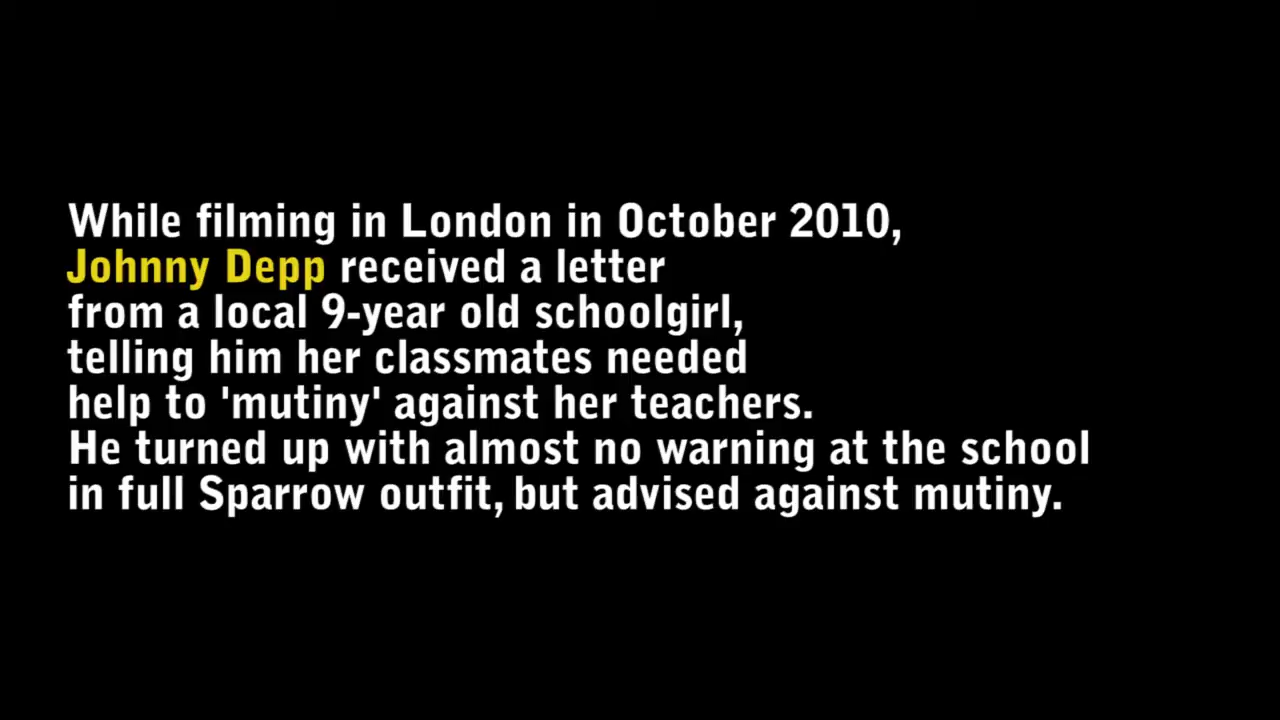 While filming in London in October 2010,
Johnny Depp received a letter
from a local 9-year old schoolgirl,
telling him her classmates needed
help to 'mutiny' against her teachers.
He turned up with almost no warning at the school
in full Sparrow outfit, but advised against mutiny.